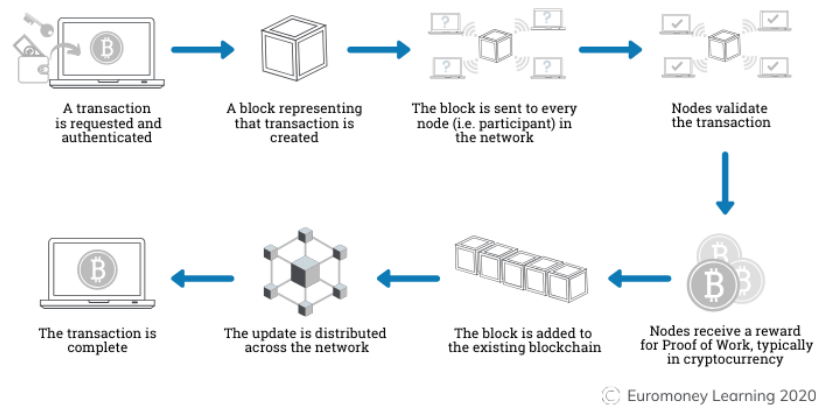 A transaction
is requested and
authenticated
A block representing
that transaction is
created
The block is sent to every
node (i.e. participant) in
the network
Nodes validate
the transaction
Nodes receive a reward
for Proof of Work, typically
in cryptocurrency
The block is added to
the existing blockchain
The update is distributed
across the network
The transaction is
complete
© Euromoney Learning 2020